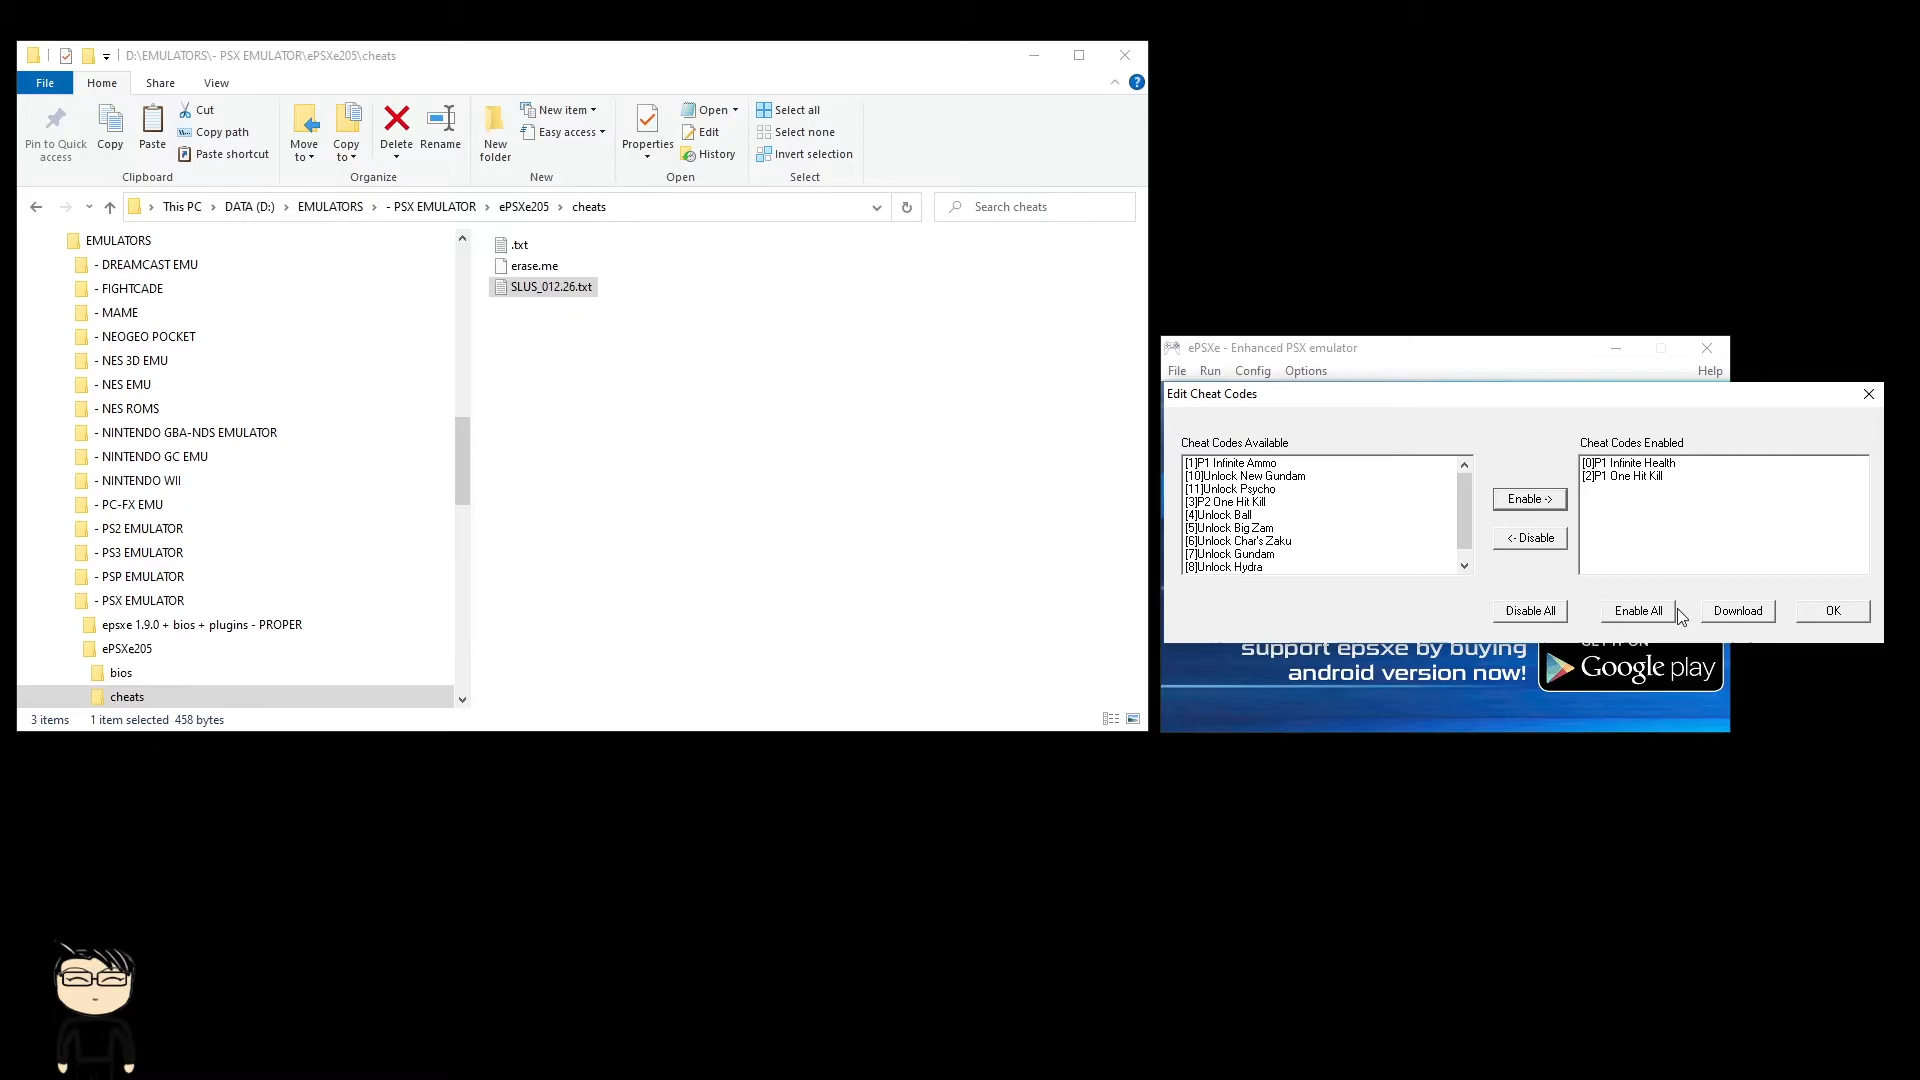 D:\EMULATORS\- PSX EMULATOR\ePSXe205\cheats
File Home Share View
Pin to Quick access
Copy
Paste
Cut
Copy path
Paste shortcut
Clipboard
Move to
Copy to
Delete
Rename
Organize
New folder
New item
Easy access
New
Properties
Open
Edit
History
Open
Select all
Select none
Invert selection
Select
This PC > DATA (D:) > EMULATORS > - PSX EMULATOR > ePSXe205 > cheats
Search cheats
EMULATORS
- DREAMCAST EMU
- FIGHTCADE
- MAME
- NEOGEO POCKET
- NES 3D EMU
- NES EMU
- NES ROMS
- NINTENDO GBA-NDS EMULATOR
- NINTENDO GC EMU
- NINTENDO WII
- PC-FX EMU
- PS2 EMULATOR
- PS3 EMULATOR
- PSP EMULATOR
- PSX EMULATOR
epsxe 1.9.0 + bios + plugins - PROPER
ePSXe205
bios
cheats
.txt
erase.me
SLUS_012.26.txt
3 items 1 item selected 458 bytes
ePSXe - Enhanced PSX emulator
File Run Config Options Help
Edit Cheat Codes
Cheat Codes Available
[1]P1 Infinite Ammo
[10]Unlock New Gundam
[11]Unlock Psycho
[3]P2 One Hit Kill
[4]Unlock Ball
[5]Unlock Big Zam
[6]Unlock Char's Zaku
[7]Unlock Gundam
[8]Unlock Hydra
Enable ->
<- Disable
Cheat Codes Enabled
[0]P1 Infinite Health
[2]P1 One Hit Kill
Disable All Enable All Download OK
support epsxe by buying
android version now!
GET IT ON
Google play